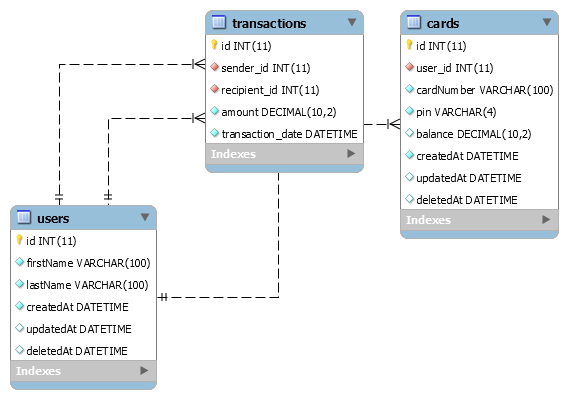 transactions
id INT(11)
sender_id INT(11)
recipient_id INT(11)
amount DECIMAL(10,2)
transaction_date DATETIME
Indexes
cards
id INT(11)
user_id INT(11)
cardNumber VARCHAR(100)
pin VARCHAR(4)
balance DECIMAL(10,2)
createdAt DATETIME
updatedAt DATETIME
deletedAt DATETIME
Indexes
users
id INT(11)
firstName VARCHAR(100)
lastName VARCHAR(100)
createdAt DATETIME
updatedAt DATETIME
deletedAt DATETIME
Indexes